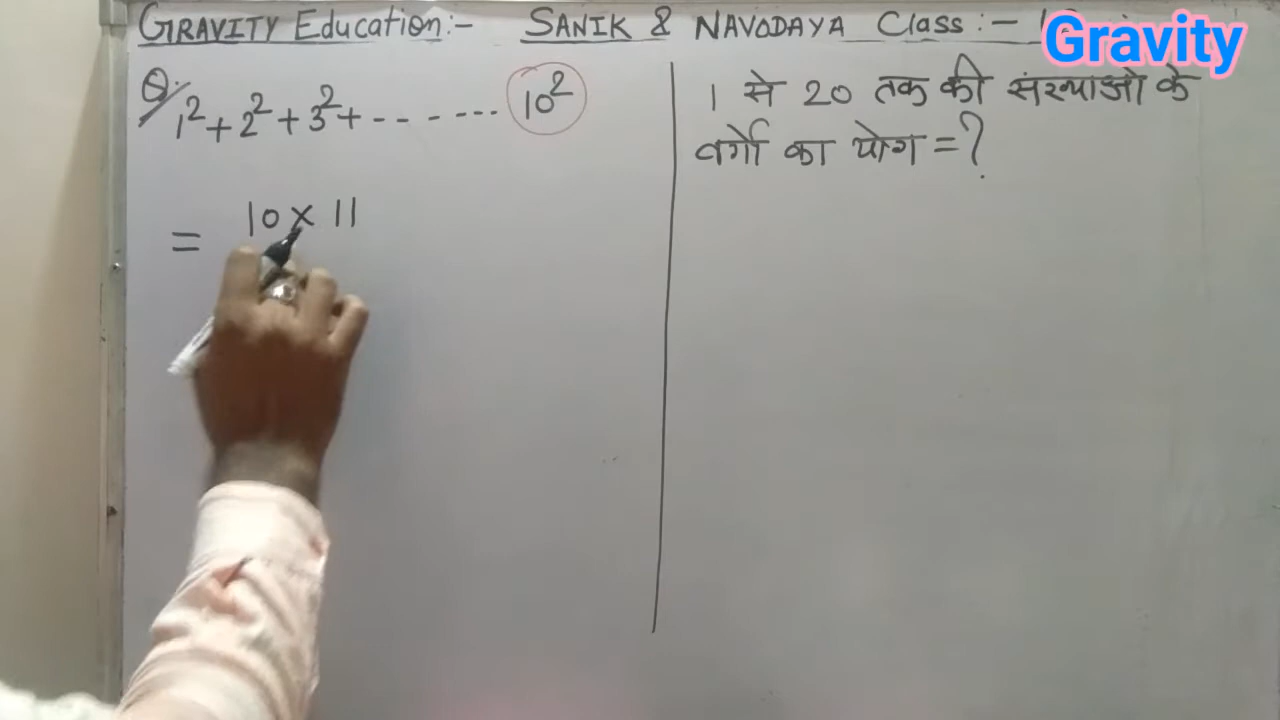 GRAVITY Education:- SANIK & NAVODAYA Class:-
Gravity
Q. 1² + 2² + 3² + - - - - - - - 10²
= 10 × 11
1 से 20 तक की संख्याओ के
वर्गो का योग = ?